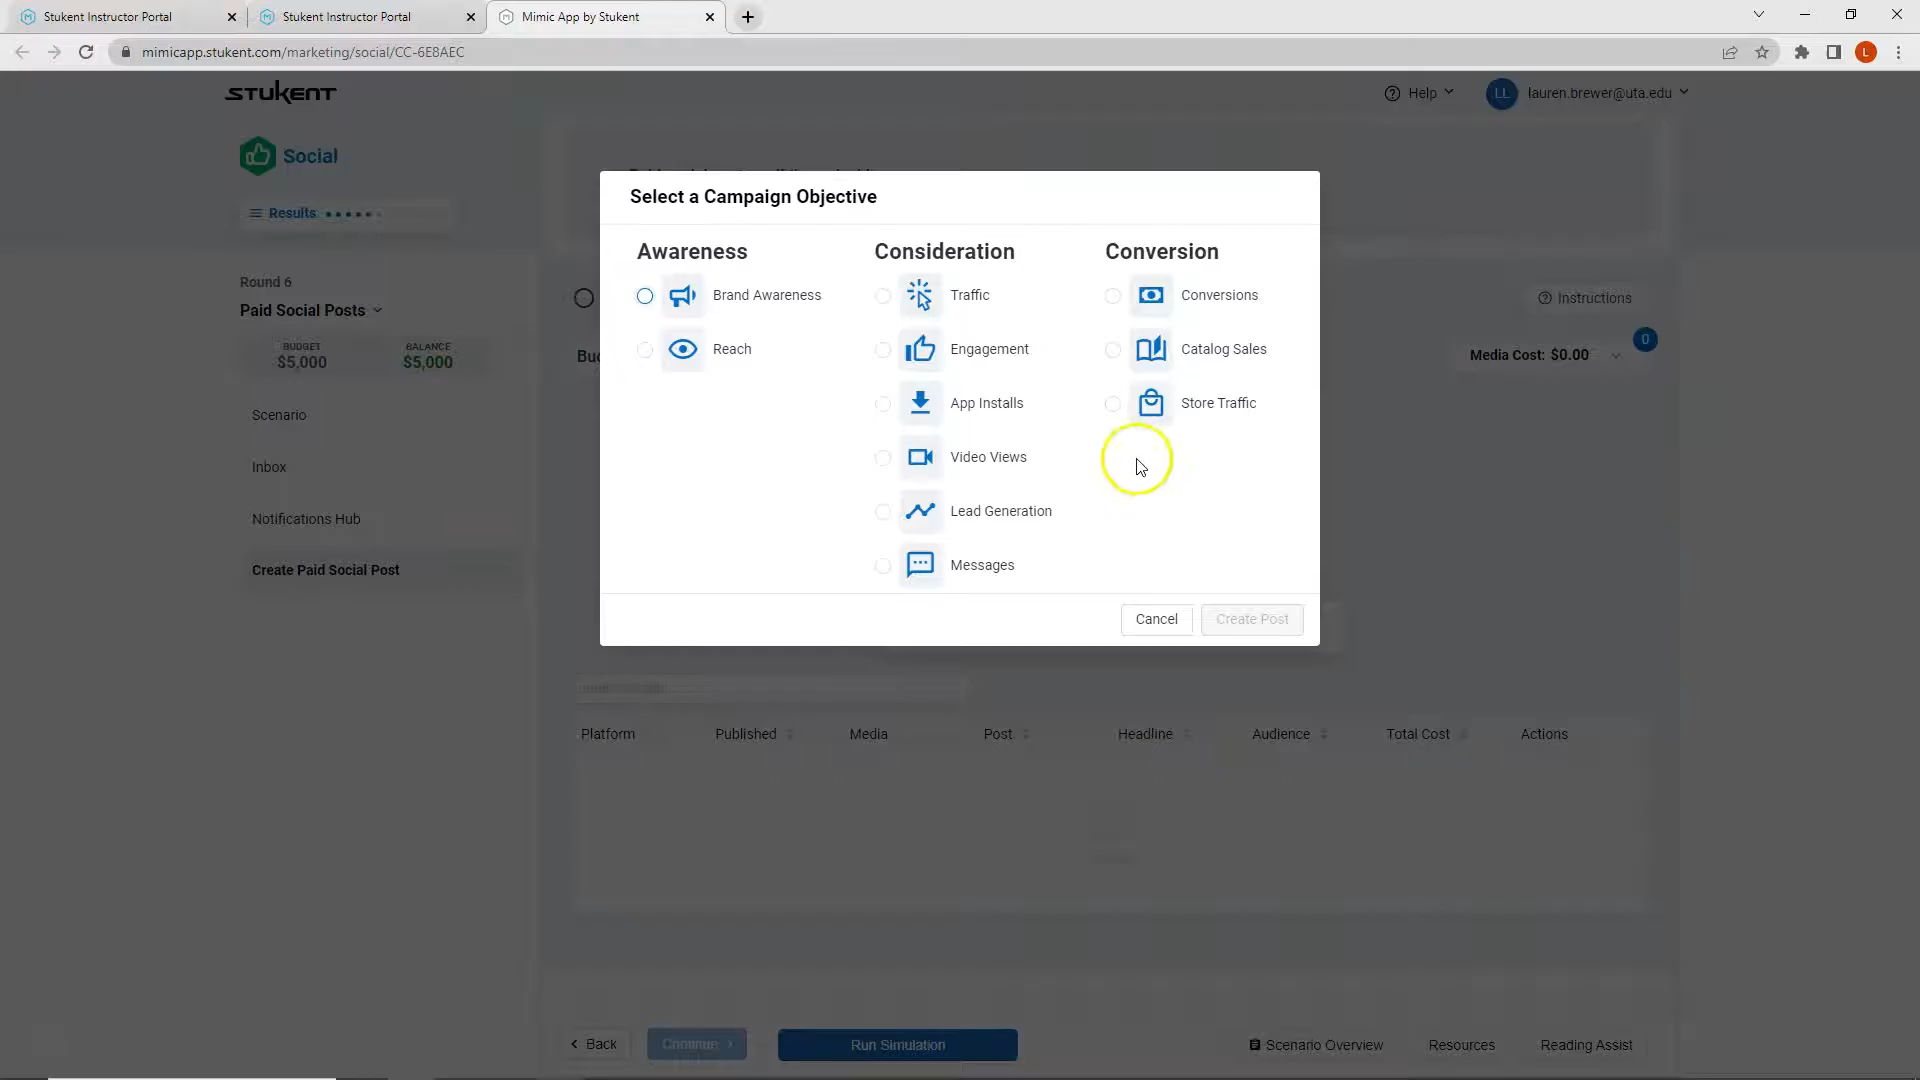 Stukent Instructor Portal
Stukent Instructor Portal
Mimic App by Stukent
mimicapp.stukent.com/marketing/social/CC-6E8AEC
L
STUKENT
Help
LL
lauren.brewer@uta.edu
Social
Results
Round 6
Paid Social Posts
BUDGET
$5,000
BALANCE
$5,000
Scenario
Inbox
Notifications Hub
Create Paid Social Post
Select a Campaign Objective
Awareness
Brand Awareness
Reach
Consideration
Traffic
Engagement
App Installs
Video Views
Lead Generation
Messages
Conversion
Conversions
Catalog Sales
Store Traffic
Cancel
Create Post
Instructions
Media Cost: $0.00
0
Platform
Published
Media
Post
Headline
Audience
Total Cost
Actions
Back
Continue
Run Simulation
Scenario Overview
Resources
Reading Assist